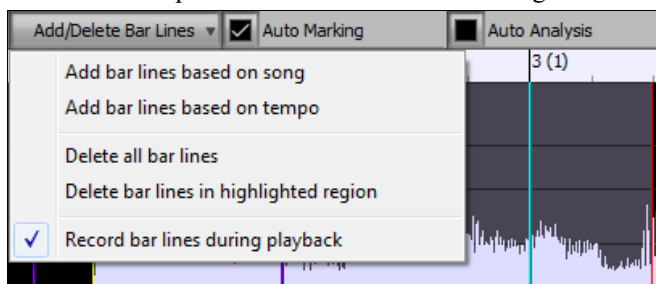 Add/Delete Bar Lines Auto Marking Auto Analysis
3 (1)
Add bar lines based on song
Add bar lines based on tempo
Delete all bar lines
Delete bar lines in highlighted region
Record bar lines during playback